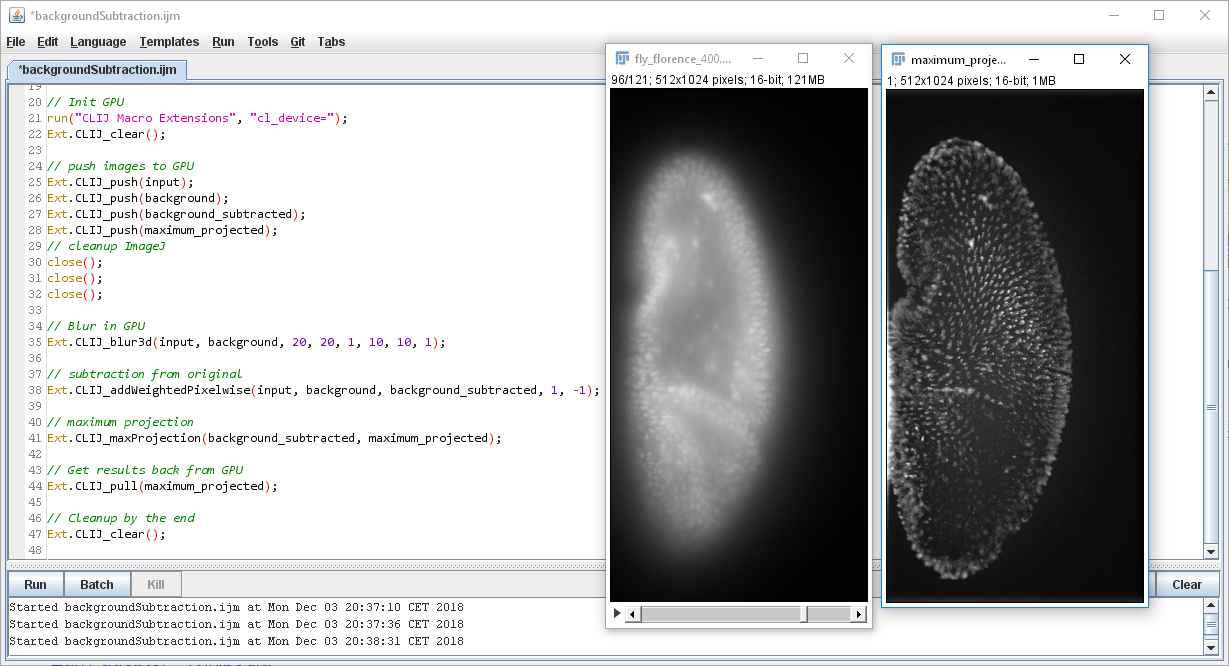 *backgroundSubtraction.ijm
File Edit Language Templates Run Tools Git Tabs
*backgroundSubtraction.ijm
19
20 // Init GPU
21 run("CLIJ Macro Extensions", "cl_device=");
22 Ext.CLIJ_clear();
23
24 // push images to GPU
25 Ext.CLIJ_push(input);
26 Ext.CLIJ_push(background);
27 Ext.CLIJ_push(background_subtracted);
28 Ext.CLIJ_push(maximum_projected);
29 // cleanup ImageJ
30 close();
31 close();
32 close();
33
34 // Blur in GPU
35 Ext.CLIJ_blur3d(input, background, 20, 20, 1, 10, 10, 1);
36
37 // subtraction from original
38 Ext.CLIJ_addWeightedPixelwise(input, background, background_subtracted, 1, -1);
39
40 // maximum projection
41 Ext.CLIJ_maxProjection(background_subtracted, maximum_projected);
42
43 // Get results back from GPU
44 Ext.CLIJ_pull(maximum_projected);
45
46 // Cleanup by the end
47 Ext.CLIJ_clear();
48
Run Batch Kill Clear
Started backgroundSubtraction.ijm at Mon Dec 03 20:37:10 CET 2018
Started backgroundSubtraction.ijm at Mon Dec 03 20:37:36 CET 2018
Started backgroundSubtraction.ijm at Mon Dec 03 20:38:31 CET 2018
fly_florence_400....
96/121; 512x1024 pixels; 16-bit; 121MB
maximum_proje...
1; 512x1024 pixels; 16-bit; 1MB